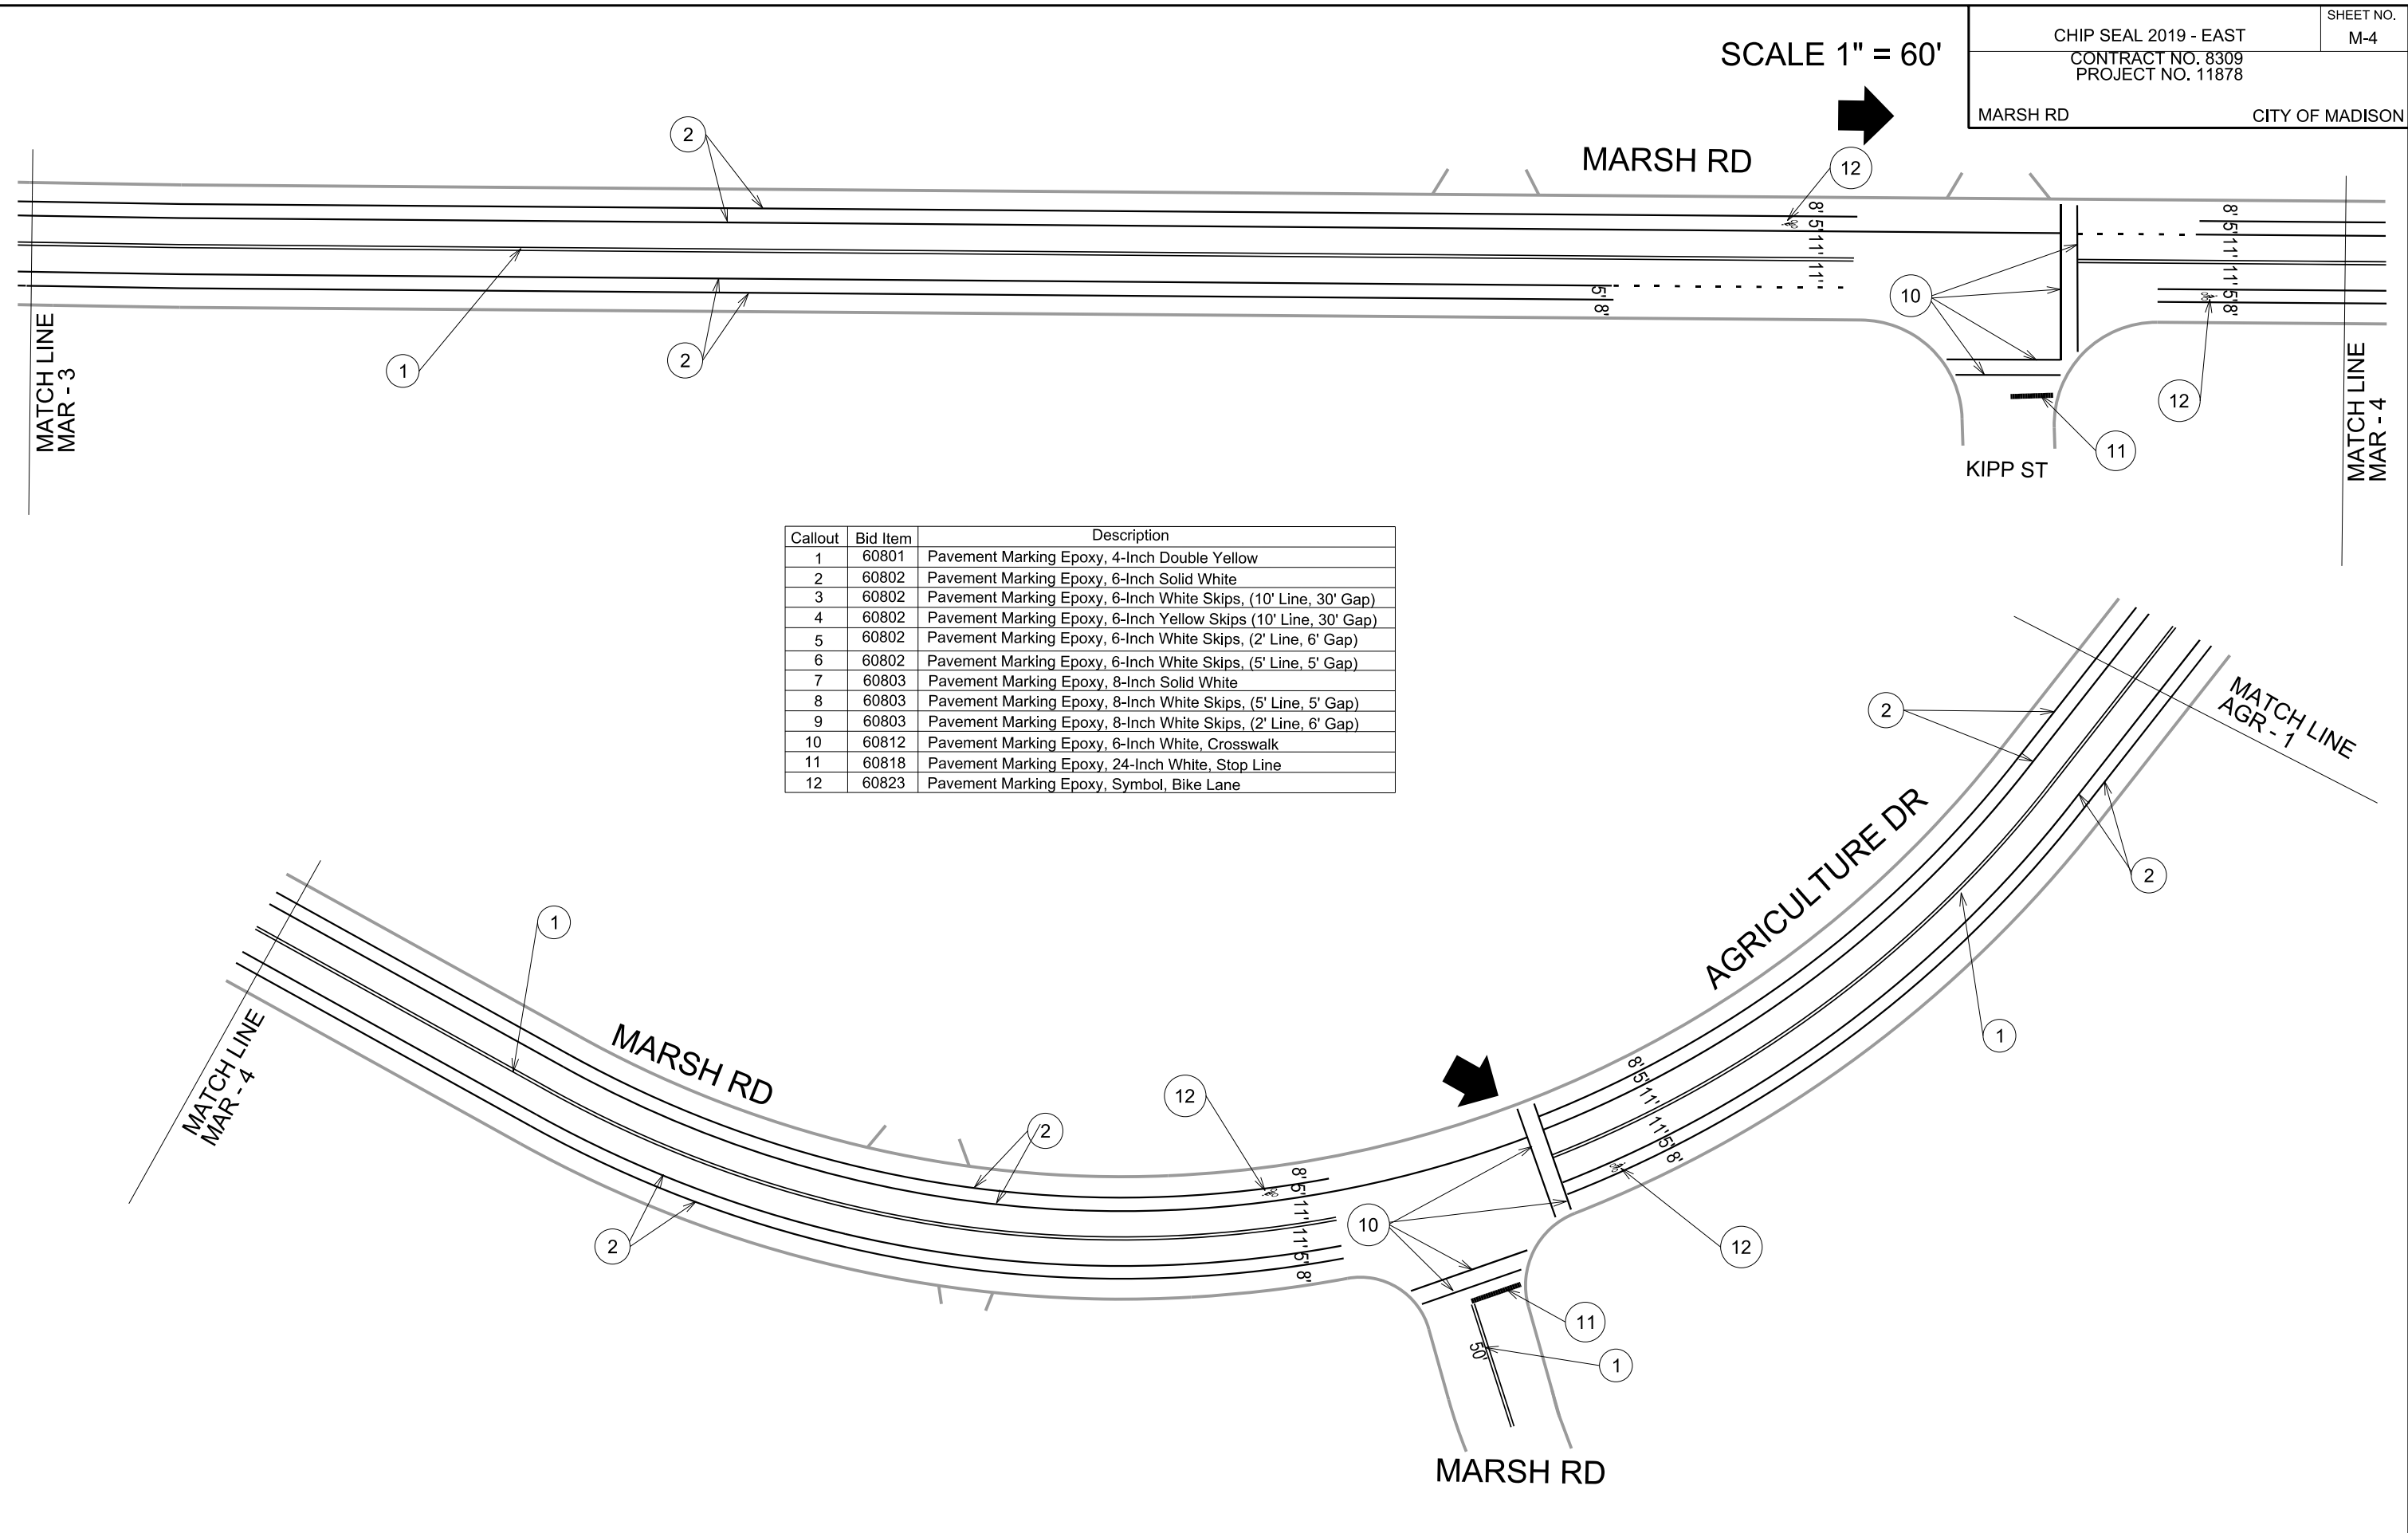 SHEET NO.
CHIP SEAL 2019 - EAST
M-4
CONTRACT NO. 8309
PROJECT NO. 11878
MARSH RD
CITY OF MADISON
SCALE 1" = 60'
MARSH RD
2
12
8' 5' 11' 11'
8' 5' 11' 11' 5' 8'
5' 8'
10
1
2
12
11
KIPP ST
MATCH LINE
MAR - 3
MATCH LINE
MAR - 4
Callout Bid Item Description
1 60801 Pavement Marking Epoxy, 4-Inch Double Yellow
2 60802 Pavement Marking Epoxy, 6-Inch Solid White
3 60802 Pavement Marking Epoxy, 6-Inch White Skips, (10' Line, 30' Gap)
4 60802 Pavement Marking Epoxy, 6-Inch Yellow Skips (10' Line, 30' Gap)
5 60802 Pavement Marking Epoxy, 6-Inch White Skips, (2' Line, 6' Gap)
6 60802 Pavement Marking Epoxy, 6-Inch White Skips, (5' Line, 5' Gap)
7 60803 Pavement Marking Epoxy, 8-Inch Solid White
8 60803 Pavement Marking Epoxy, 8-Inch White Skips, (5' Line, 5' Gap)
9 60803 Pavement Marking Epoxy, 8-Inch White Skips, (2' Line, 6' Gap)
10 60812 Pavement Marking Epoxy, 6-Inch White, Crosswalk
11 60818 Pavement Marking Epoxy, 24-Inch White, Stop Line
12 60823 Pavement Marking Epoxy, Symbol, Bike Lane
2
MATCH LINE
AGR - 1
AGRICULTURE DR
2
1
1
MARSH RD
MATCH LINE
MAR - 4
12
2
8' 5' 11' 11' 5' 8'
8' 5' 11' 11' 5' 8'
10
2
12
11
50'
1
MARSH RD